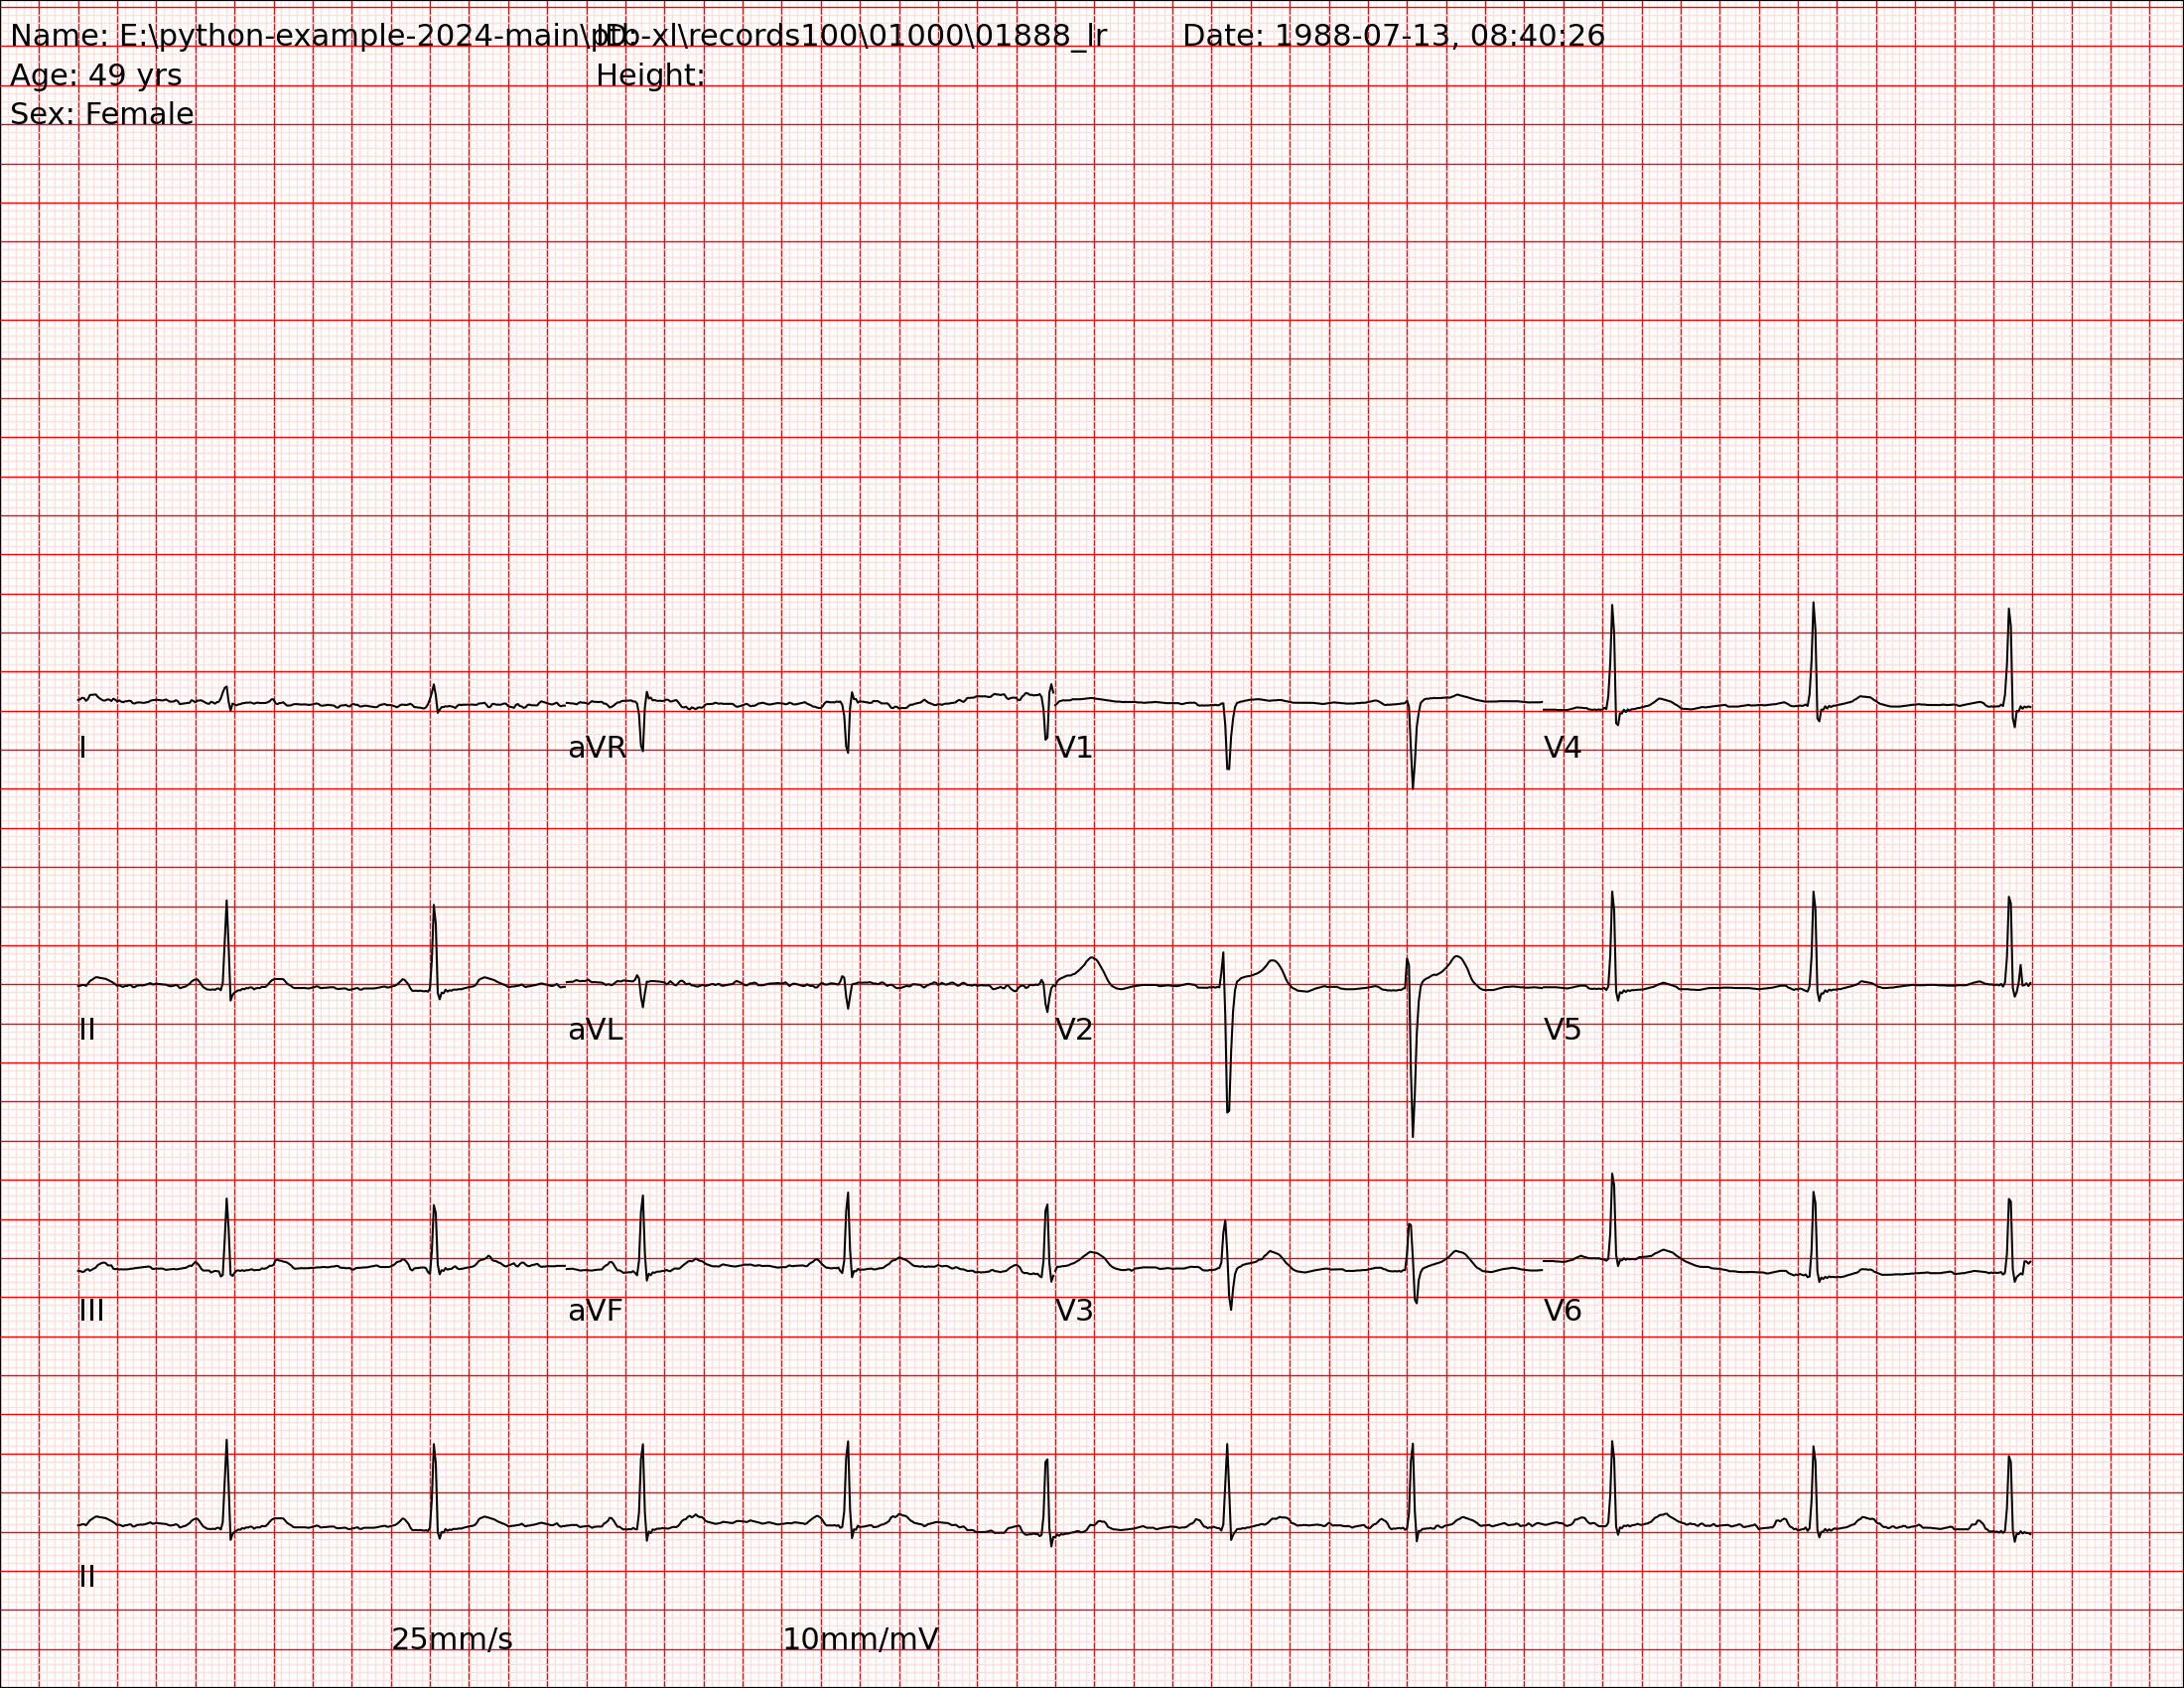 Name: E:\python-example-2024-main\ptb-xl\records100\01000\01888_lr ID: Date: 1988-07-13, 08:40:26
Age: 49 yrs Height:
Sex: Female
I aVR V1 V4
II aVL V2 V5
III aVF V3 V6
II
25mm/s 10mm/mV